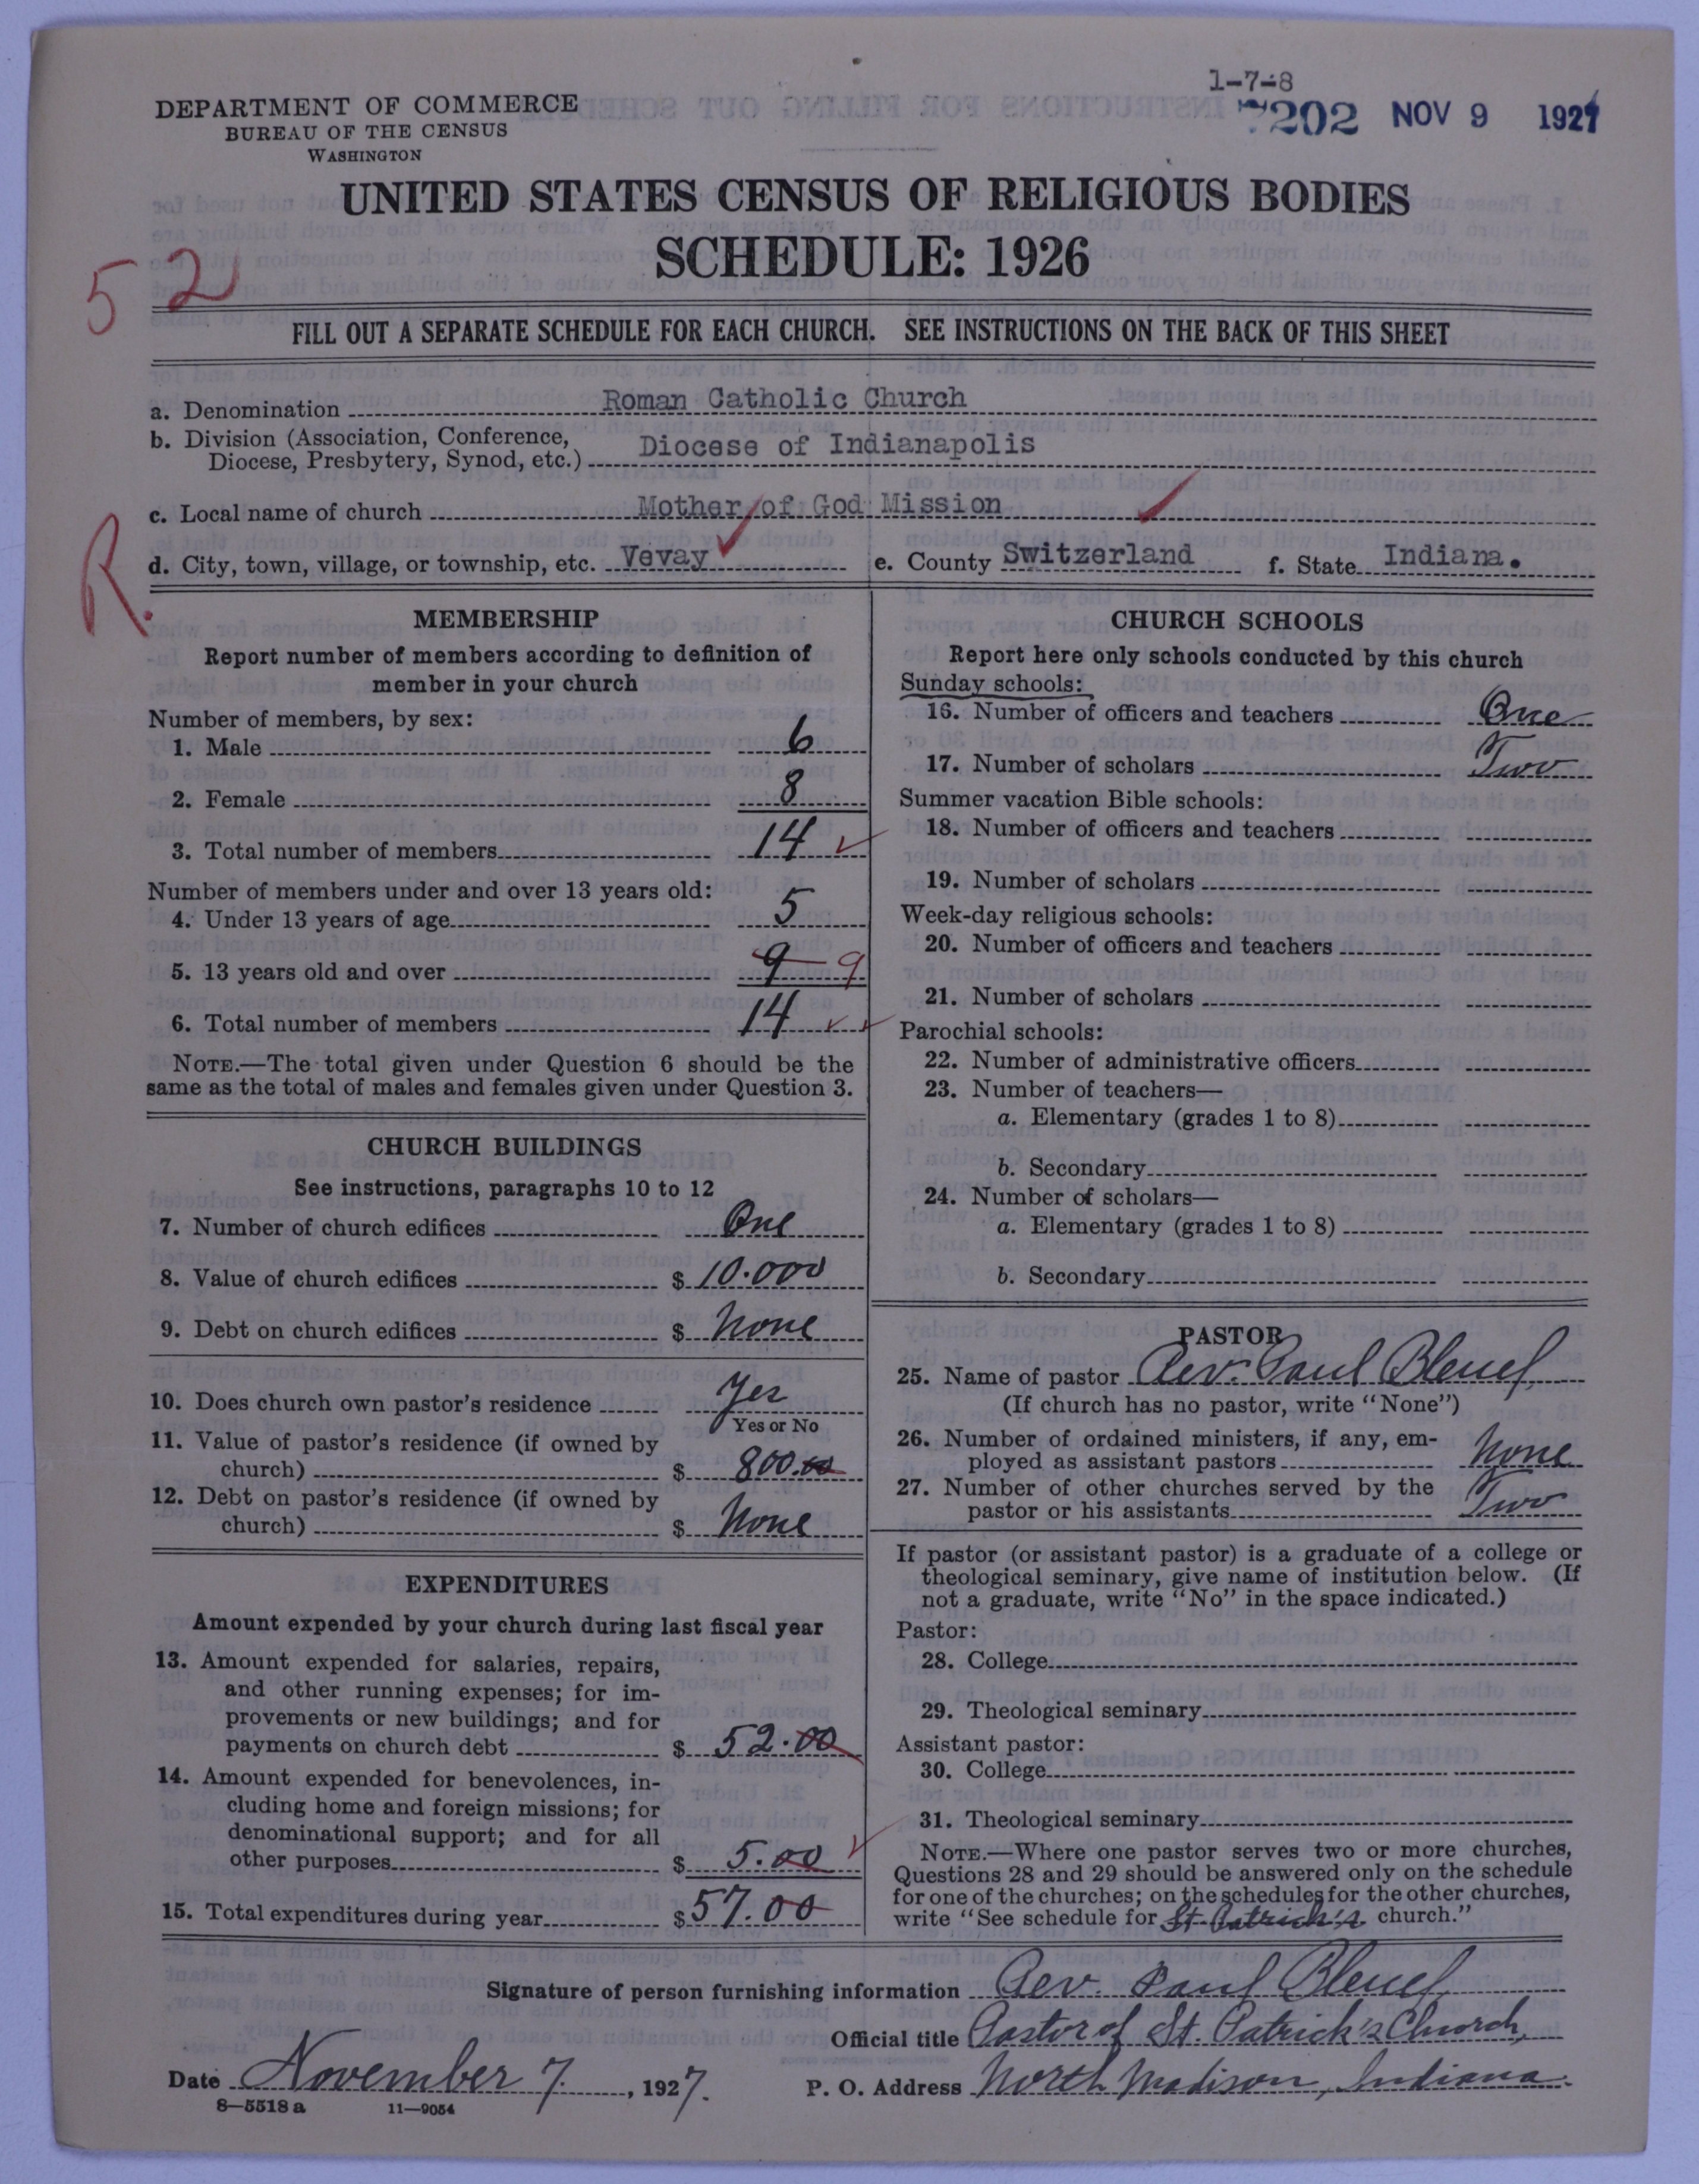 1-7-8
DEPARTMENT OF COMMERCE
BUREAU OF THE CENSUS
WASHINGTON
7202 NOV 9 1927
UNITED STATES CENSUS OF RELIGIOUS BODIES
SCHEDULE: 1926
52
FILL OUT A SEPARATE SCHEDULE FOR EACH CHURCH. SEE INSTRUCTIONS ON THE BACK OF THIS SHEET
a. Denomination Roman Catholic Church
b. Division (Association, Conference,
Diocese, Presbytery, Synod, etc.) Diocese of Indianapolis
c. Local name of church Mother of God Mission
R.
d. City, town, village, or township, etc. Vevay e. County Switzerland f. State Indiana.
MEMBERSHIP
Report number of members according to definition of
member in your church
Number of members, by sex:
1. Male 6
2. Female 8
3. Total number of members 14
Number of members under and over 13 years old:
4. Under 13 years of age 5
5. 13 years old and over 9 9
6. Total number of members 14
NOTE.—The total given under Question 6 should be the
same as the total of males and females given under Question 3.
CHURCH BUILDINGS
See instructions, paragraphs 10 to 12
7. Number of church edifices One
8. Value of church edifices $ 10.000
9. Debt on church edifices $ None
10. Does church own pastor's residence Yes
Yes or No
11. Value of pastor's residence (if owned by
church) $ 800.00
12. Debt on pastor's residence (if owned by
church) $ None
EXPENDITURES
Amount expended by your church during last fiscal year
13. Amount expended for salaries, repairs,
and other running expenses; for im-
provements or new buildings; and for
payments on church debt $ 52.00
14. Amount expended for benevolences, in-
cluding home and foreign missions; for
denominational support; and for all
other purposes $ 5.00
15. Total expenditures during year $ 57.00
CHURCH SCHOOLS
Report here only schools conducted by this church
Sunday schools:
16. Number of officers and teachers One
17. Number of scholars Two
Summer vacation Bible schools:
18. Number of officers and teachers
19. Number of scholars
Week-day religious schools:
20. Number of officers and teachers
21. Number of scholars
Parochial schools:
22. Number of administrative officers
23. Number of teachers—
a. Elementary (grades 1 to 8)
b. Secondary
24. Number of scholars—
a. Elementary (grades 1 to 8)
b. Secondary
PASTOR
25. Name of pastor Rev. Paul
(If church has no pastor, write "None")
26. Number of ordained ministers, if any, em-
ployed as assistant pastors None
27. Number of other churches served by the
pastor or his assistants Two
If pastor (or assistant pastor) is a graduate of a college or
theological seminary, give name of institution below. (If
not a graduate, write "No" in the space indicated.)
Pastor:
28. College
29. Theological seminary
Assistant pastor:
30. College
31. Theological seminary
NOTE.—Where one pastor serves two or more churches,
Questions 28 and 29 should be answered only on the schedule
for one of the churches; on the schedules for the other churches,
write "See schedule for St. Patrick's church."
Signature of person furnishing information Rev. Paul
Official title Pastor of St. Patrick's Church,
Date November 7, 1927. P. O. Address North Madison, Indiana.
8—5518a 11—9054